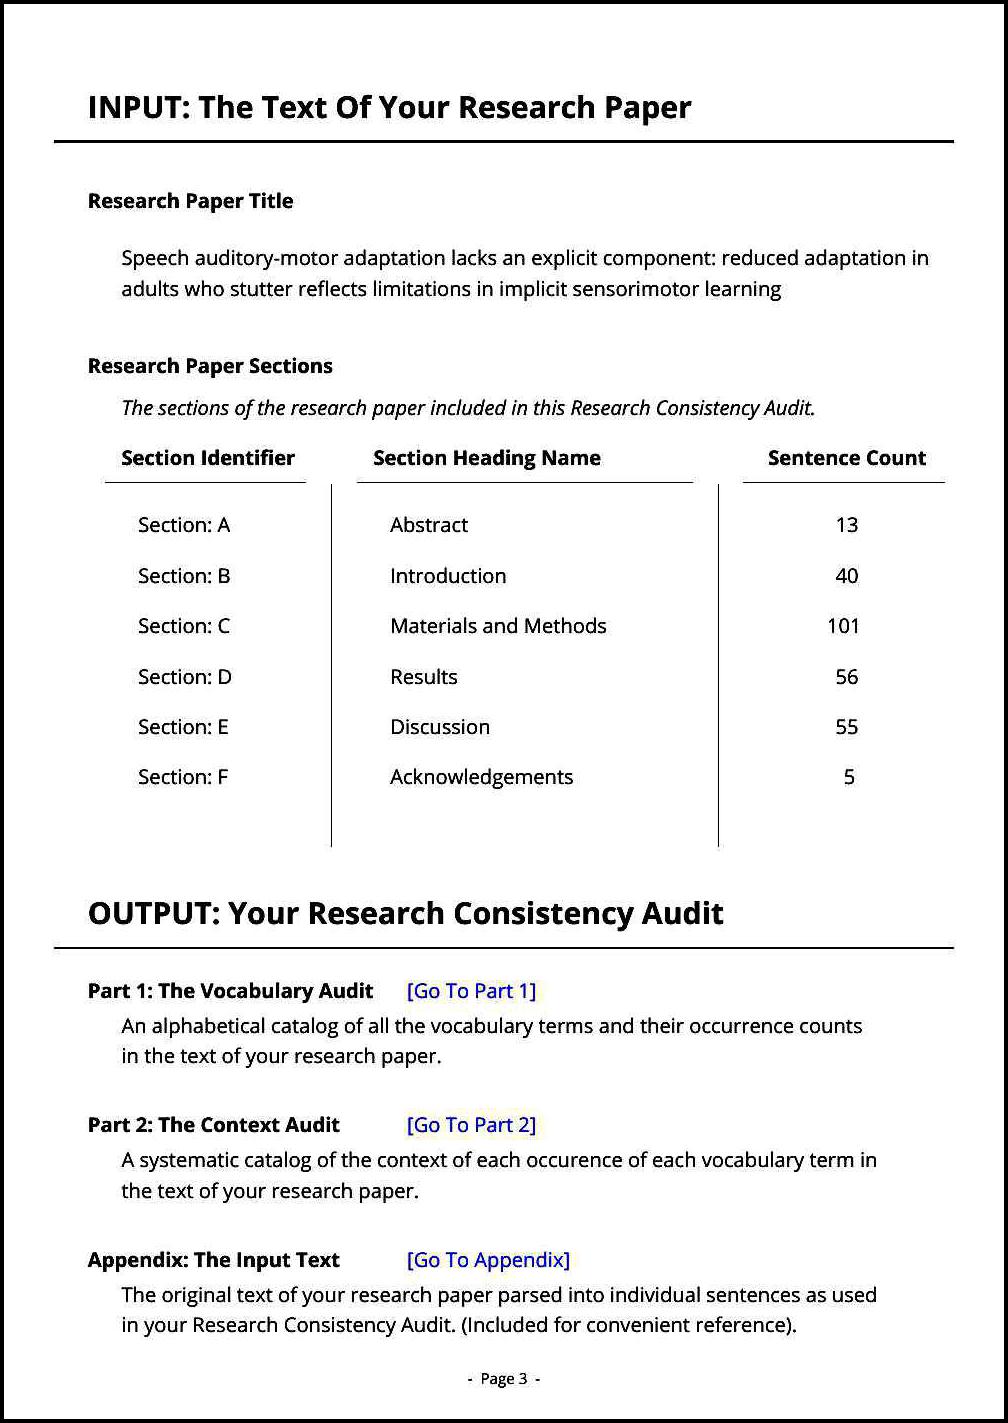 INPUT: The Text Of Your Research Paper
Research Paper Title
Speech auditory-motor adaptation lacks an explicit component: reduced adaptation in
adults who stutter reflects limitations in implicit sensorimotor learning
Research Paper Sections
The sections of the research paper included in this Research Consistency Audit.
Section Identifier Section Heading Name Sentence Count
Section: A Abstract 13
Section: B Introduction 40
Section: C Materials and Methods 101
Section: D Results 56
Section: E Discussion 55
Section: F Acknowledgements 5
OUTPUT: Your Research Consistency Audit
Part 1: The Vocabulary Audit [Go To Part 1]
An alphabetical catalog of all the vocabulary terms and their occurrence counts
in the text of your research paper.
Part 2: The Context Audit [Go To Part 2]
A systematic catalog of the context of each occurence of each vocabulary term in
the text of your research paper.
Appendix: The Input Text [Go To Appendix]
The original text of your research paper parsed into individual sentences as used
in your Research Consistency Audit. (Included for convenient reference).
- Page 3 -